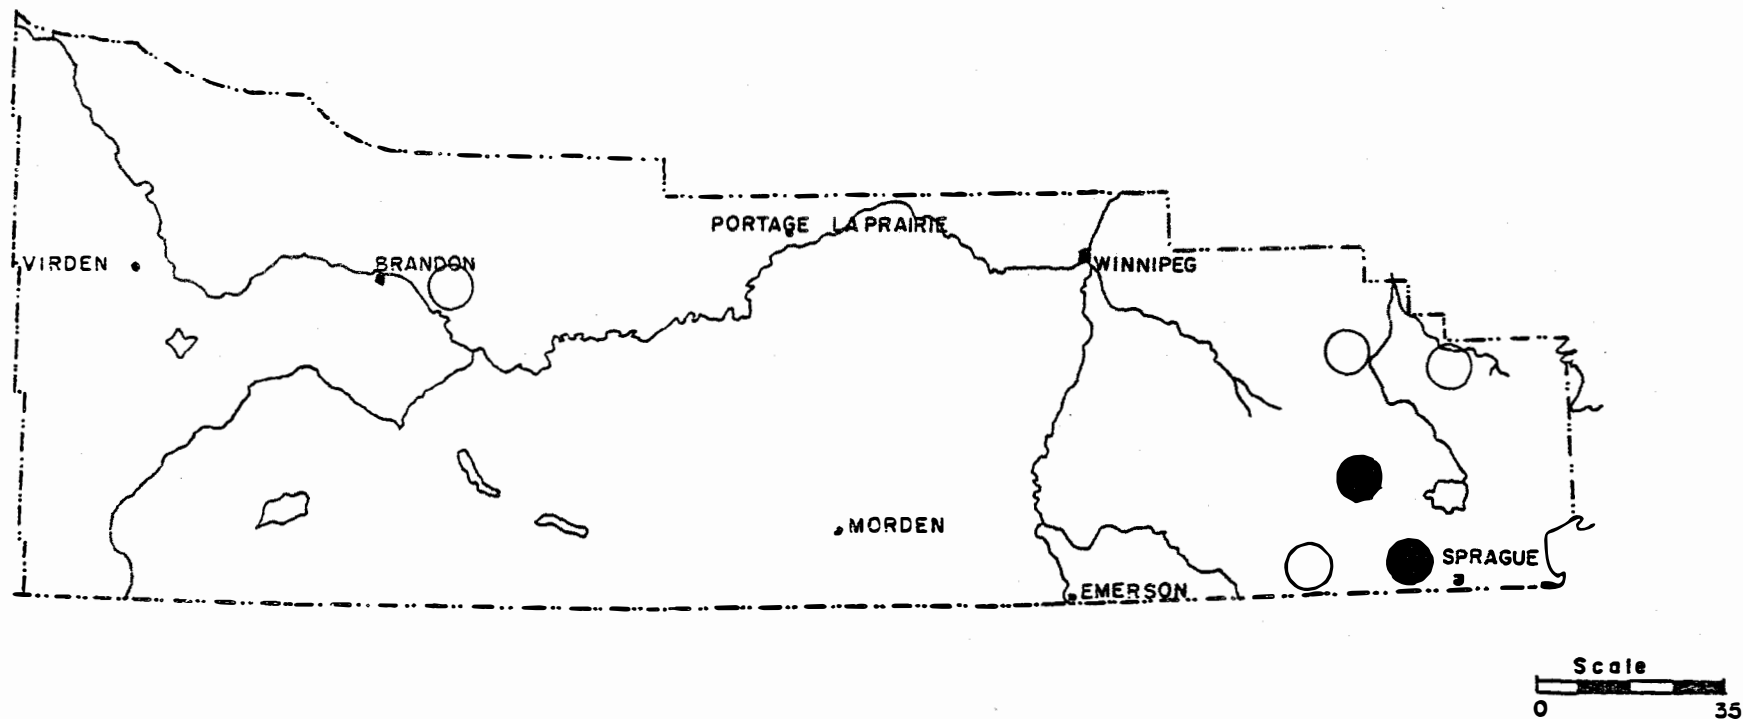 PORTAGE LA PRAIRIE
VIRDEN
BRANDON
WINNIPEG
MORDEN
SPRAGUE
EMERSON
Scale
0 35